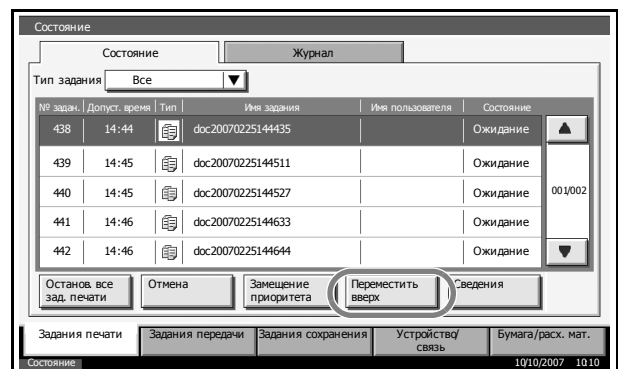 Состояние
Состояние Журнал
Тип задания Все
№ задан. Допуст. время Тип Имя задания Имя пользователя Состояние
438 14:44 doc20070225144435 Ожидание
439 14:45 doc20070225144511 Ожидание
440 14:45 doc20070225144527 Ожидание
001/002
441 14:46 doc20070225144633 Ожидание
442 14:46 doc20070225144644 Ожидание
Останов. все Отмена Замещение Переместить Сведения
зад. печати приоритета вверх
Задания печати Задания передачи Задания сохранения Устройство/ Бумага/расх. мат.
связь
Состояние 10/10/2007 10:10